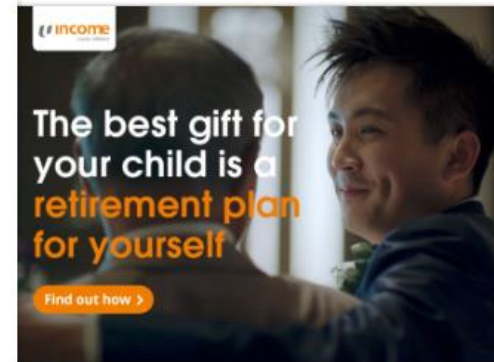 income
The best gift for
your child is a
retirement plan
for yourself
Find out how >